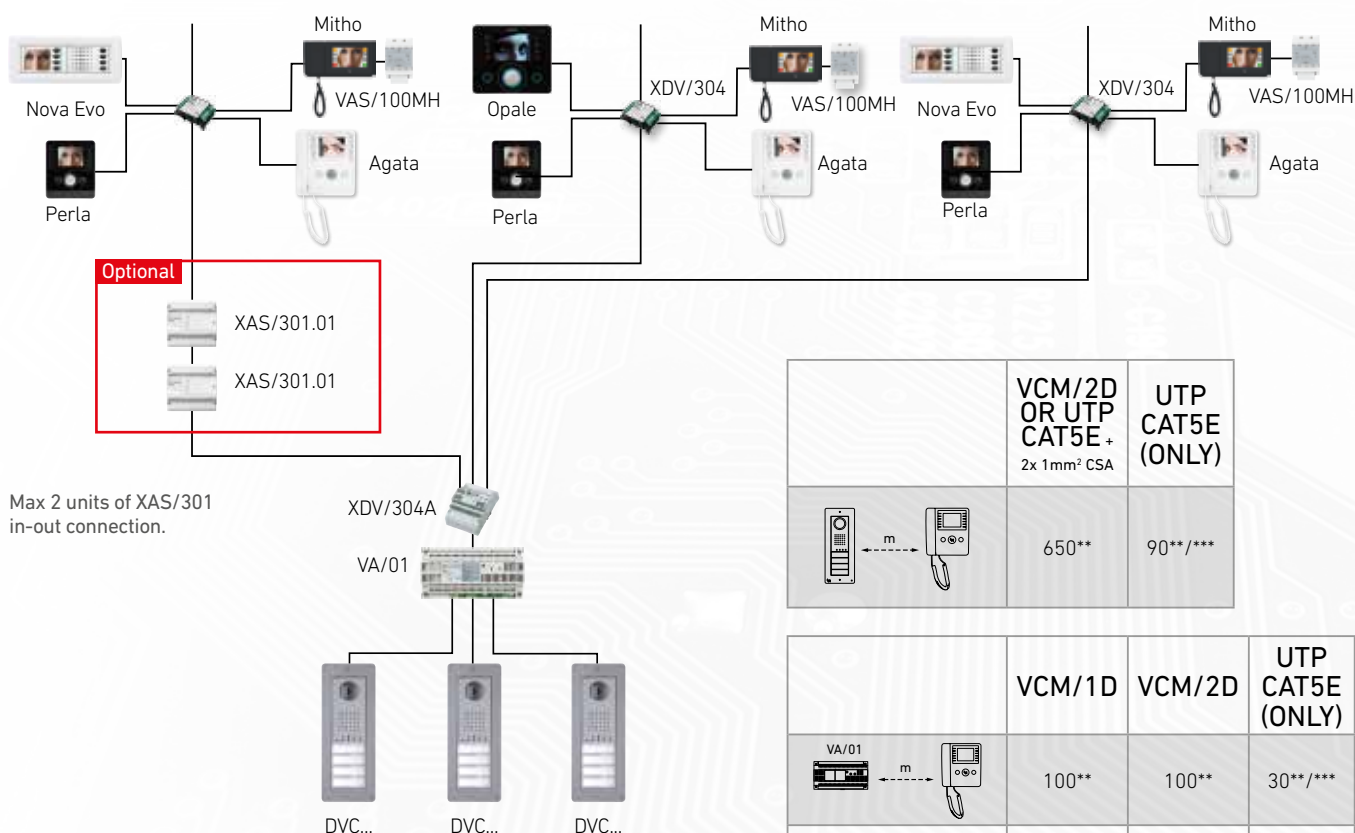 Mitho
Mitho
Mitho
Nova Evo
VAS/100MH
Opale
XDV/304
VAS/100MH
Nova Evo
XDV/304
VAS/100MH
Perla
Agata
Perla
Agata
Perla
Agata
Optional
XAS/301.01
XAS/301.01
Max 2 units of XAS/301
in-out connection.
XDV/304A
VA/01
DVC...
DVC...
DVC...
VCM/2D
OR UTP
CAT5E +
2x 1mm² CSA
UTP
CAT5E
(ONLY)
m
650**
90**/***
VCM/1D
VCM/2D
UTP
CAT5E
(ONLY)
VA/01
m
100**
100**
30**/***